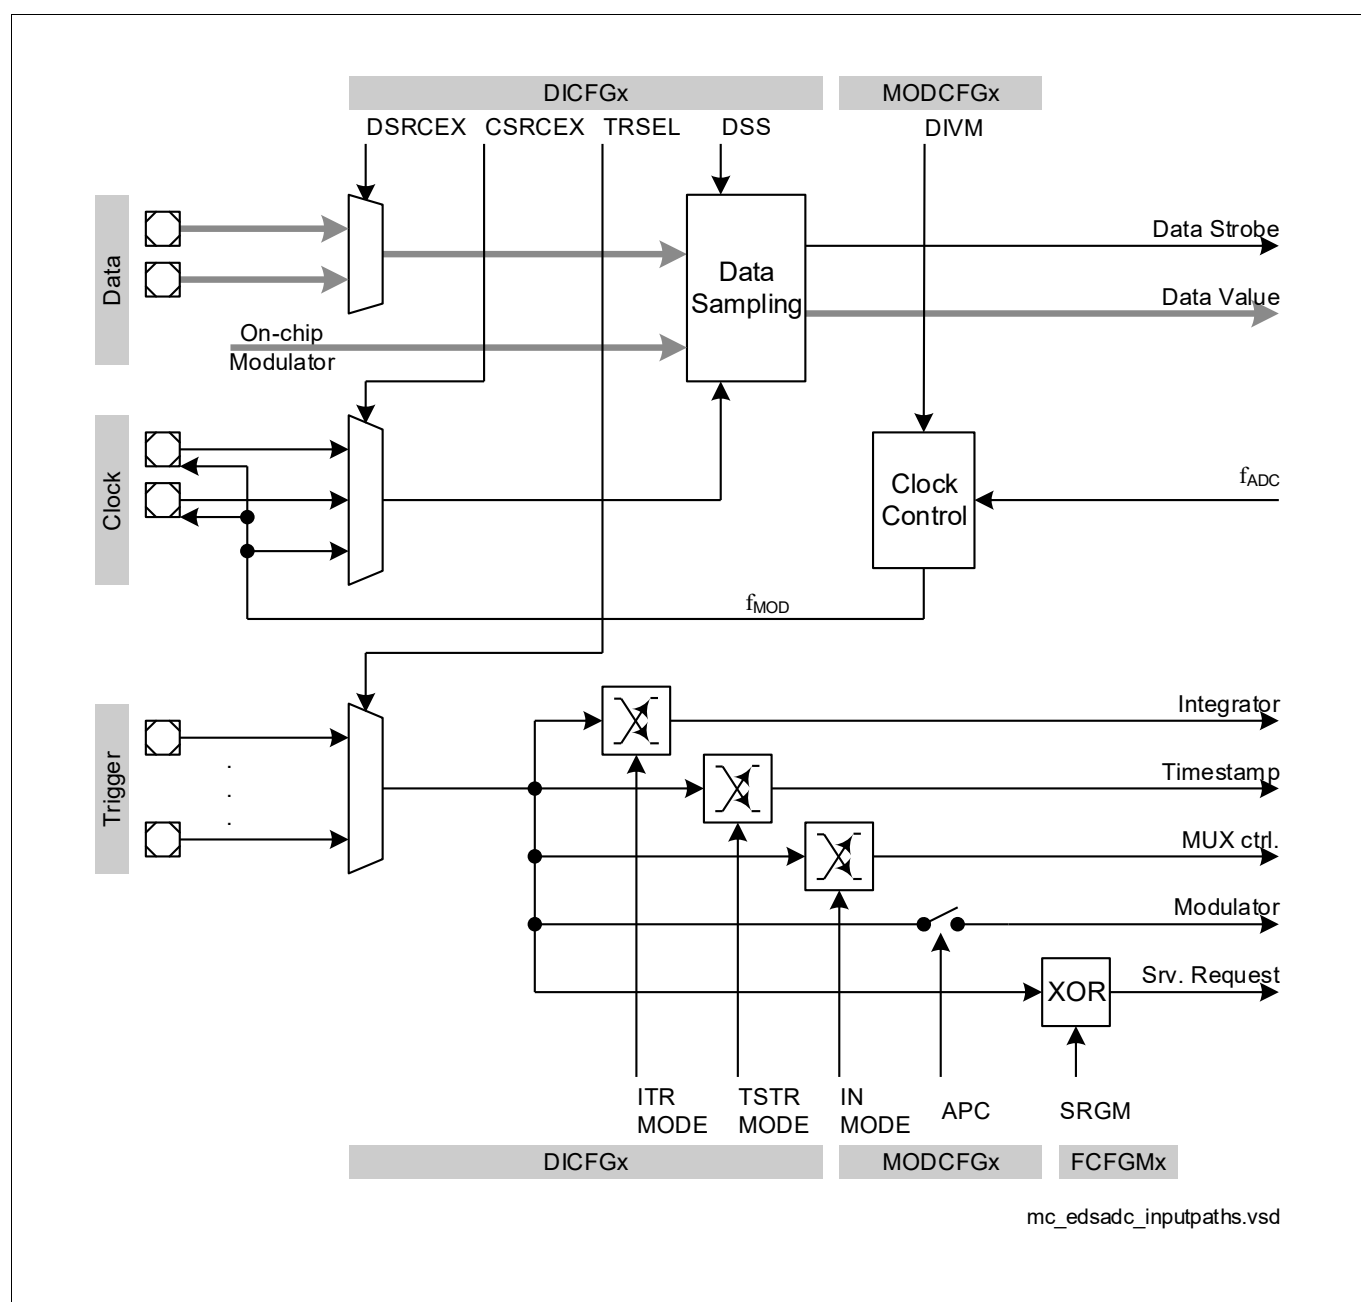 DICFGx
MODCFGx
DSRCEX
CSRCEX
TRSEL
DSS
DIVM
Data
Data Strobe
Data
Sampling
Data Value
On-chip
Modulator
Clock
Clock
Control
fADC
fMOD
Trigger
Integrator
Timestamp
MUX ctrl.
Modulator
Srv. Request
XOR
ITR
MODE
TSTR
MODE
IN
MODE
APC
SRGM
DICFGx
MODCFGx
FCFGMx
mc_edsadc_inputpaths.vsd